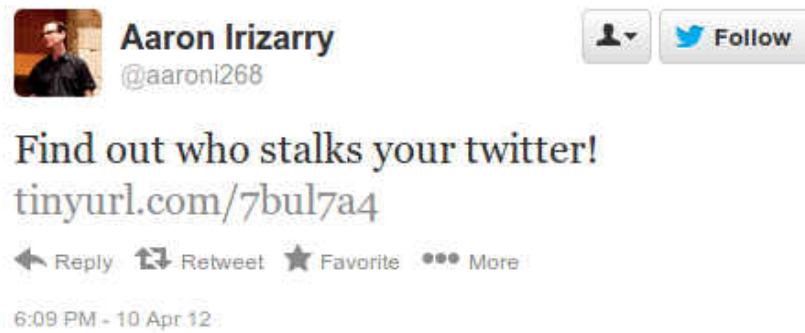 Aaron Irizarry
Follow
@aaroni268
Find out who stalks your twitter!
tinyurl.com/7bul7a4
Reply Retweet Favorite More
6:09 PM - 10 Apr 12